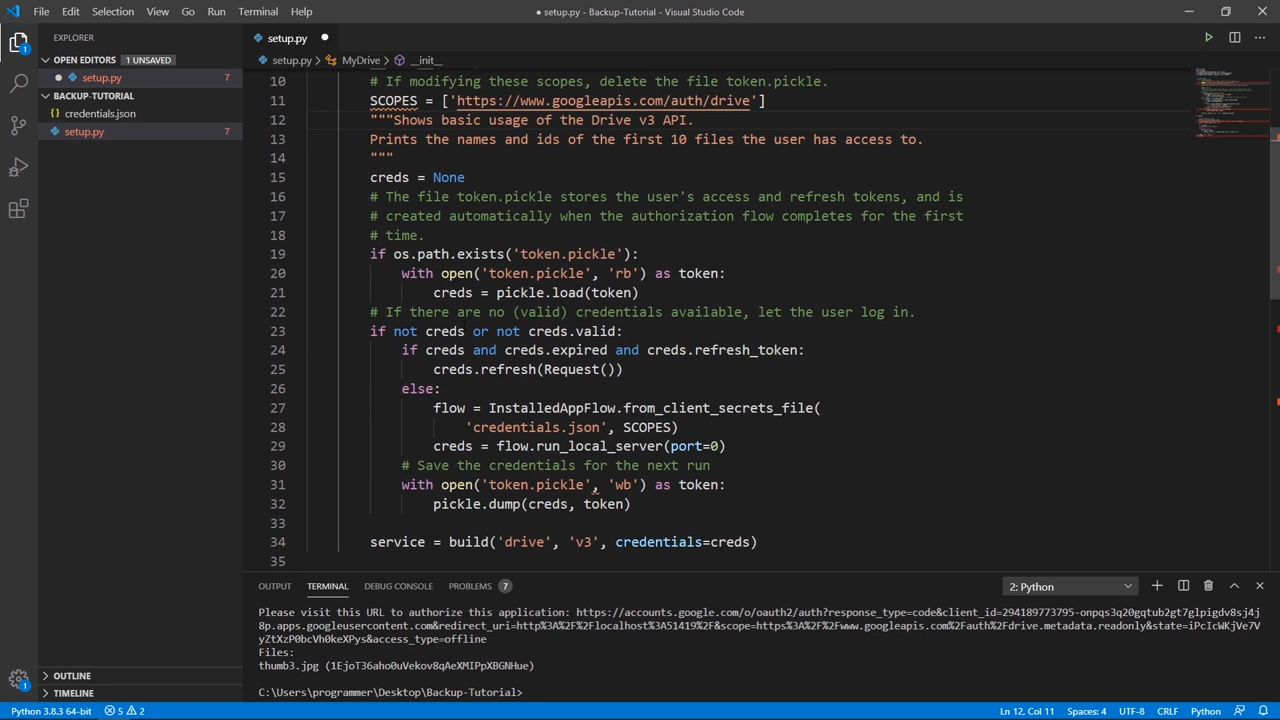 File Edit Selection View Go Run Terminal Help
● setup.py - Backup-Tutorial - Visual Studio Code
EXPLORER
OPEN EDITORS 1 UNSAVED
setup.py 7
BACKUP-TUTORIAL
credentials.json
setup.py 7
OUTLINE
TIMELINE
setup.py
setup.py > MyDrive > __init__
10 # If modifying these scopes, delete the file token.pickle.
11 SCOPES = ['https://www.googleapis.com/auth/drive']
12 """Shows basic usage of the Drive v3 API.
13 Prints the names and ids of the first 10 files the user has access to.
14 """
15 creds = None
16 # The file token.pickle stores the user's access and refresh tokens, and is
17 # created automatically when the authorization flow completes for the first
18 # time.
19 if os.path.exists('token.pickle'):
20 with open('token.pickle', 'rb') as token:
21 creds = pickle.load(token)
22 # If there are no (valid) credentials available, let the user log in.
23 if not creds or not creds.valid:
24 if creds and creds.expired and creds.refresh_token:
25 creds.refresh(Request())
26 else:
27 flow = InstalledAppFlow.from_client_secrets_file(
28 'credentials.json', SCOPES)
29 creds = flow.run_local_server(port=0)
30 # Save the credentials for the next run
31 with open('token.pickle', 'wb') as token:
32 pickle.dump(creds, token)
33
34 service = build('drive', 'v3', credentials=creds)
35
OUTPUT TERMINAL DEBUG CONSOLE PROBLEMS 7
2: Python
Please visit this URL to authorize this application: https://accounts.google.com/o/oauth2/auth?response_type=code&client_id=294189773795-onpqs3q20gqtub2gt7glpigdv8sj4j
8p.apps.googleusercontent.com&redirect_uri=http%3A%2F%2Flocalhost%3A51419%2F&scope=https%3A%2F%2Fwww.googleapis.com%2Fauth%2Fdrive.metadata.readonly&state=iPcIcWKjVe7V
yZtXzP0bcVh0keXPys&access_type=offline
Files:
thumb3.jpg (1EjoT36aho0uVekov8qAeXMIPpXBGNHue)
C:\Users\programmer\Desktop\Backup-Tutorial>
Python 3.8.3 64-bit 5 2
Ln 12, Col 11 Spaces: 4 UTF-8 CRLF Python